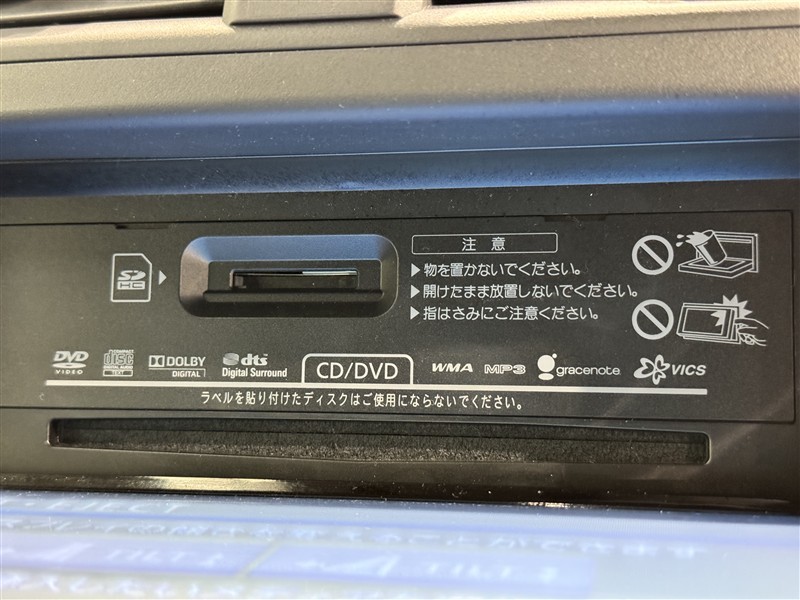 注 意
SD
HC
▶物を置かないでください。
▶開けたまま放置しないでください。
▶指はさみにご注意ください。
DVD
VIDEO
COMPACT
disc
DIGITAL AUDIO
TEXT
DOLBY
DIGITAL
dts
Digital Surround
CD/DVD
WMA
MP3
gracenote
VICS
ラベルを貼り付けたディスクはご使用にならないでください。
EJECT
TILT
TILT